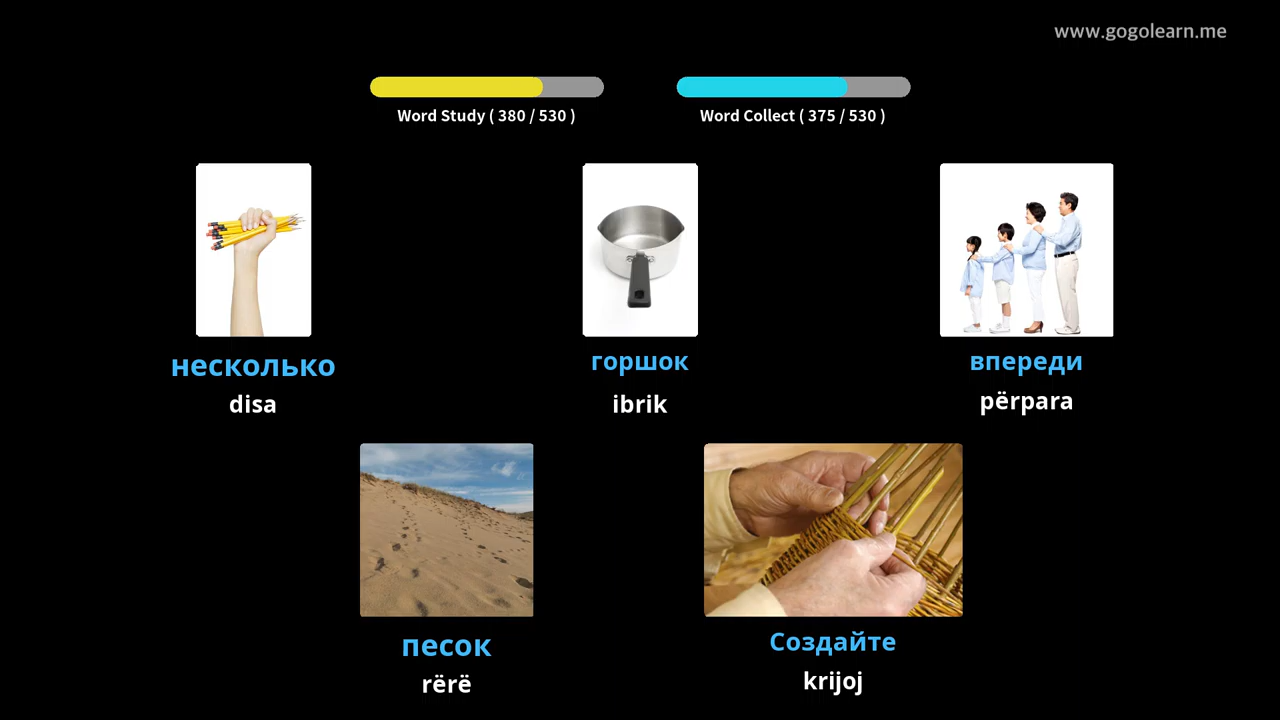 www.gogolearn.me
Word Study ( 380 / 530 )
Word Collect ( 375 / 530 )
несколько
disa
горшок
ibrik
впереди
përpara
песок
rërë
Создайте
krijoj